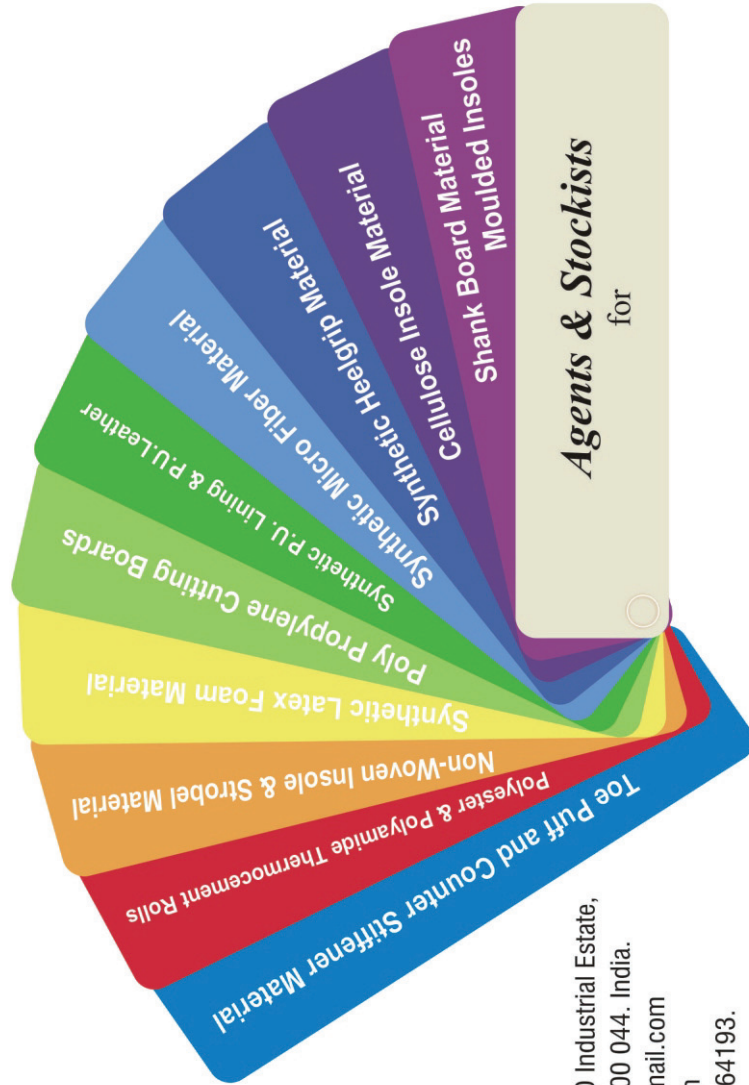 Agents & Stockists
for
Shank Board Material
Moulded Insoles
Cellulose Insole Material
Synthetic Heelgrip Material
Synthetic Micro Fiber Material
Synthetic P.U. Lining & P.U.Leather
Poly Propylene Cutting Boards
Synthetic Latex Foam Material
Non-Woven Insole & Strobel Material
Polyester & Polyamide Thermocement Rolls
Toe Puff and Counter Stiffener Material
Industrial Estate,
00 044. India.
mail.com
64193.